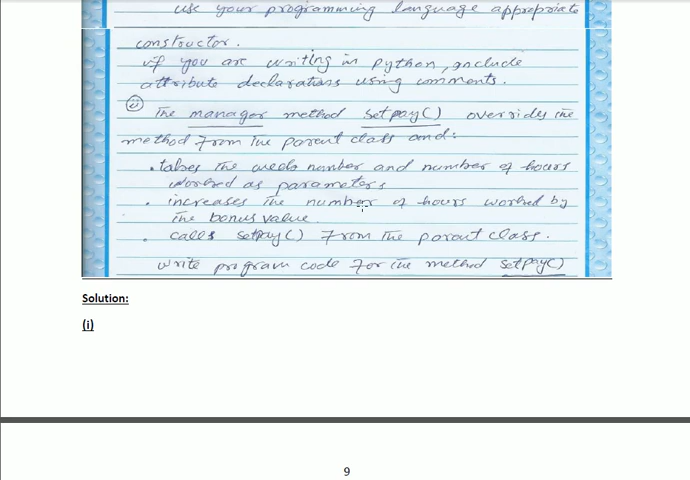 use your programming language appropriate
constructor.
if you are writing in Python, include
attribute declarations using comments.
(ii)
The manager method SetPay() overrides the
method from the parent class and:
. takes the weeb number and number of hours
worked as parameters
. increases the number of hours worked by
the bonus value.
. calls SetPay() from the parent class.
write program code for the method SetPay()
Solution:
(i)
9